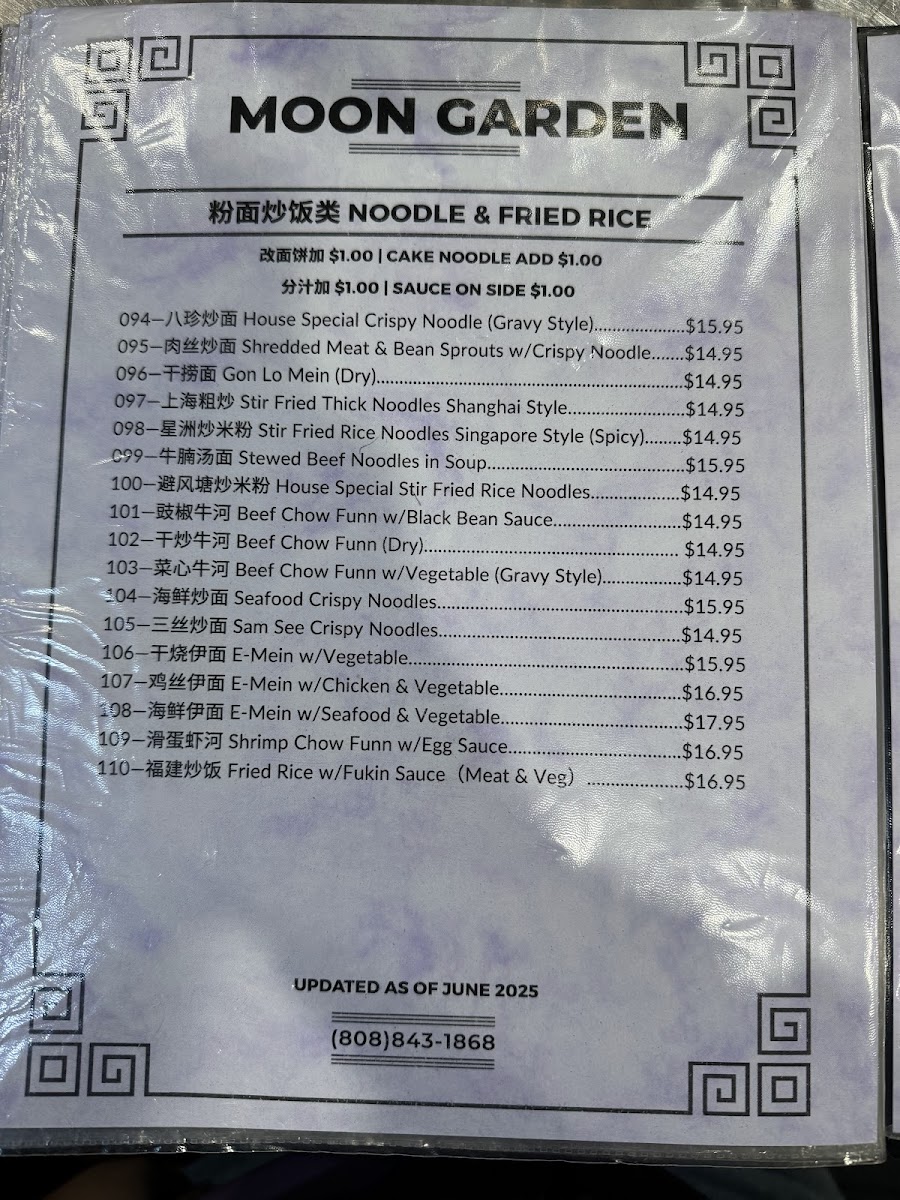 MOON GARDEN
粉面炒饭类 NOODLE & FRIED RICE
改面饼加 $1.00 | CAKE NOODLE ADD $1.00
分汁加 $1.00 | SAUCE ON SIDE $1.00
094—八珍炒面 House Special Crispy Noodle (Gravy Style)....................$15.95
095—肉丝炒面 Shredded Meat & Bean Sprouts w/Crispy Noodle......$14.95
096—干捞面 Gon Lo Mein (Dry)..............................................................$14.95
097—上海粗炒 Stir Fried Thick Noodles Shanghai Style.......................$14.95
098—星洲炒米粉 Stir Fried Rice Noodles Singapore Style (Spicy).......$14.95
099—牛腩汤面 Stewed Beef Noodles in Soup.......................................$15.95
100—避风塘炒米粉 House Special Stir Fried Rice Noodles.................$14.95
101—豉椒牛河 Beef Chow Funn w/Black Bean Sauce.........................$14.95
102—干炒牛河 Beef Chow Funn (Dry).................................................. $14.95
103—菜心牛河 Beef Chow Funn w/Vegetable (Gravy Style)................$14.95
104—海鲜炒面 Seafood Crispy Noodles.................................................$15.95
105—三丝炒面 Sam See Crispy Noodles.................................................$14.95
106—干烧伊面 E-Mein w/Vegetable.......................................................$15.95
107—鸡丝伊面 E-Mein w/Chicken & Vegetable.....................................$16.95
108—海鲜伊面 E-Mein w/Seafood & Vegetable.....................................$17.95
109—滑蛋虾河 Shrimp Chow Funn w/Egg Sauce...................................$16.95
110—福建炒饭 Fried Rice w/Fukin Sauce（Meat & Veg）...................$16.95
UPDATED AS OF JUNE 2025
(808)843-1868